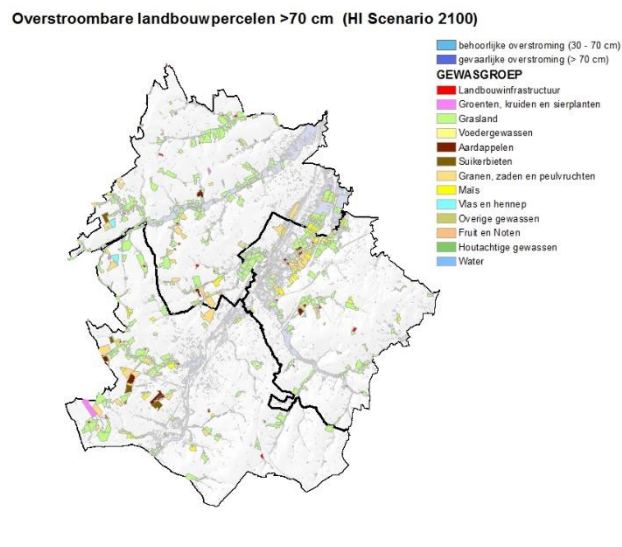 Overstroombare landbouwpercelen >70 cm (HI Scenario 2100)
behoorlijke overstroming (30 - 70 cm)
gevaarlijke overstroming (> 70 cm)
GEWASGROEP
Landbouwinfrastructuur
Groenten, kruiden en sierplanten
Grasland
Voedergewassen
Aardappelen
Suikerbieten
Granen, zaden en peulvruchten
Maïs
Vlas en hennep
Overige gewassen
Fruit en Noten
Houtachtige gewassen
Water